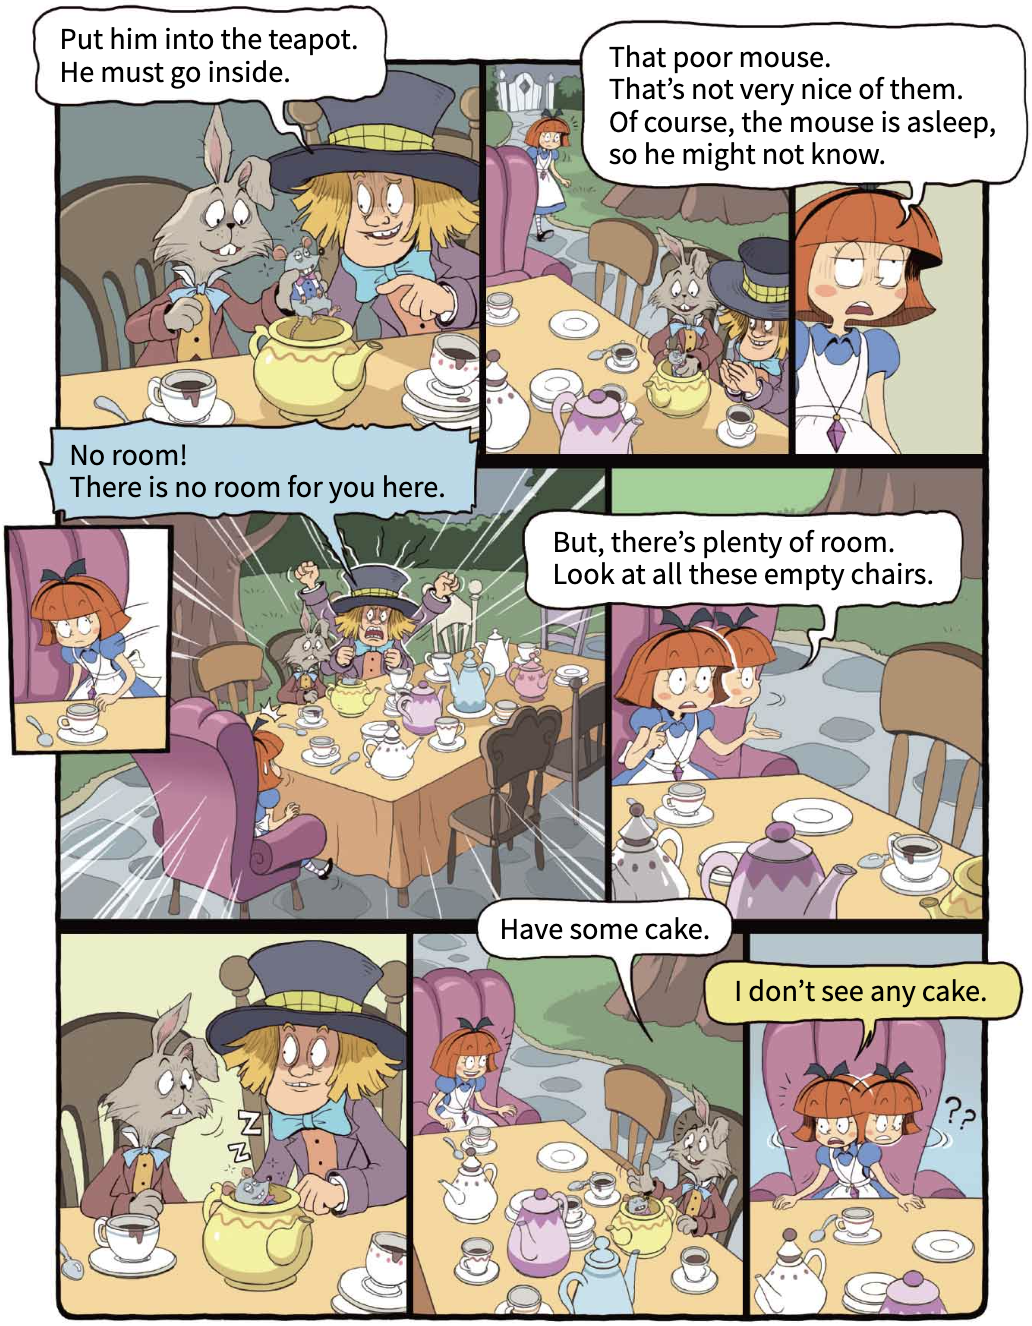 Put him into the teapot.
He must go inside.
That poor mouse.
That's not very nice of them.
Of course, the mouse is asleep,
so he might not know.
No room!
There is no room for you here.
But, there's plenty of room.
Look at all these empty chairs.
Have some cake.
I don't see any cake.
Z
Z
??